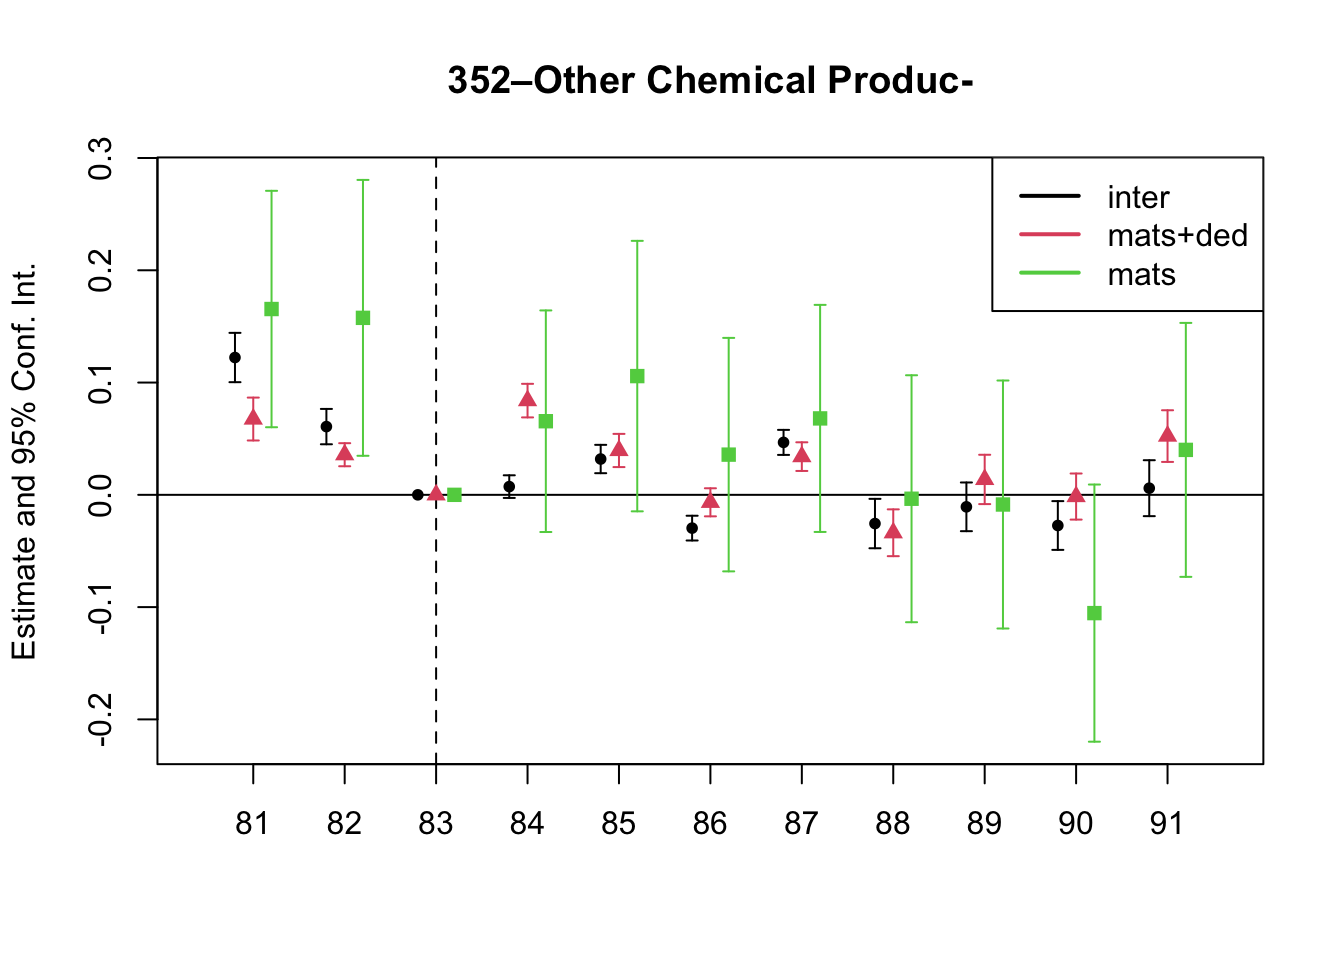 352–Other Chemical Produc-
Estimate and 95% Conf. Int.
0.3
0.2
0.1
0.0
-0.1
-0.2
inter
mats+ded
mats
81 82 83 84 85 86 87 88 89 90 91